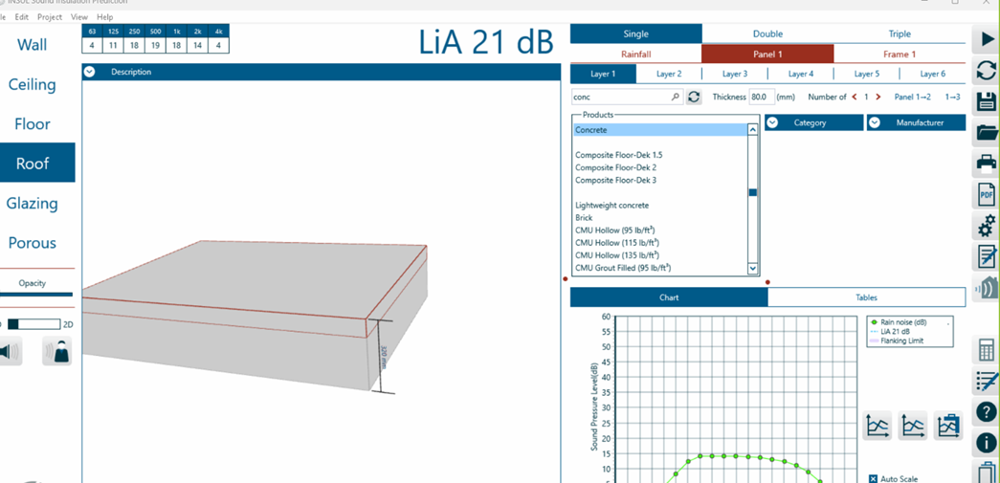 INSUL Sound Insulation Prediction
Edit Project View Help
Wall
Ceiling
Floor
Roof
Glazing
Porous
Opacity
2D
63 125 250 500 1k 2k 4k
4 11 18 19 18 14 4
LiA 21 dB
Description
320 mm
Single Double Triple
Rainfall Panel 1 Frame 1
Layer 1 Layer 2 Layer 3 Layer 4 Layer 5 Layer 6
conc Thickness 80.0 (mm) Number of < 1 > Panel 1→2 1→3
Products
Concrete
Composite Floor-Dek 1.5
Composite Floor-Dek 2
Composite Floor-Dek 3
Lightweight concrete
Brick
CMU Hollow (95 lb/ft³)
CMU Hollow (115 lb/ft³)
CMU Hollow (135 lb/ft³)
CMU Grout Filled (95 lb/ft³)
Category
Manufacturer
Chart Tables
Sound Pressure Level(dB)
60
55
50
45
40
35
30
25
20
15
10
Rain noise (dB)
LiA 21 dB
Flanking Limit
Auto Scale
PDF